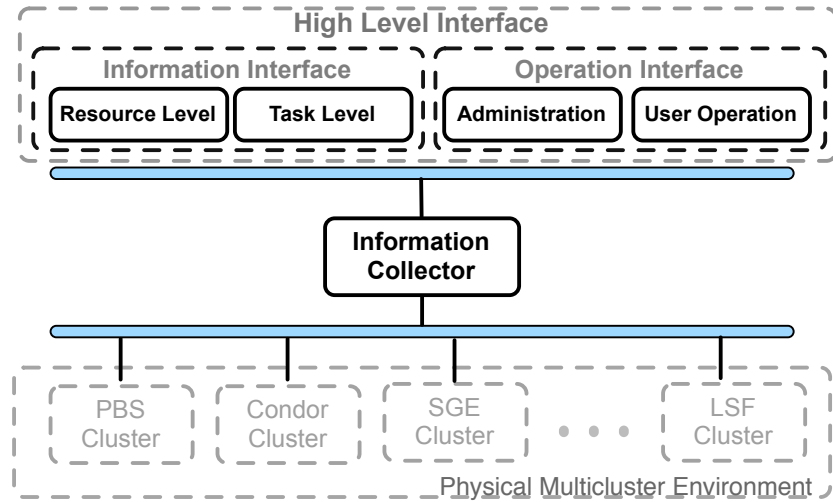 High Level Interface
Information Interface
Operation Interface
Resource Level
Task Level
Administration
User Operation
Information
Collector
PBS
Cluster
Condor
Cluster
SGE
Cluster
LSF
Cluster
Physical Multicluster Environment